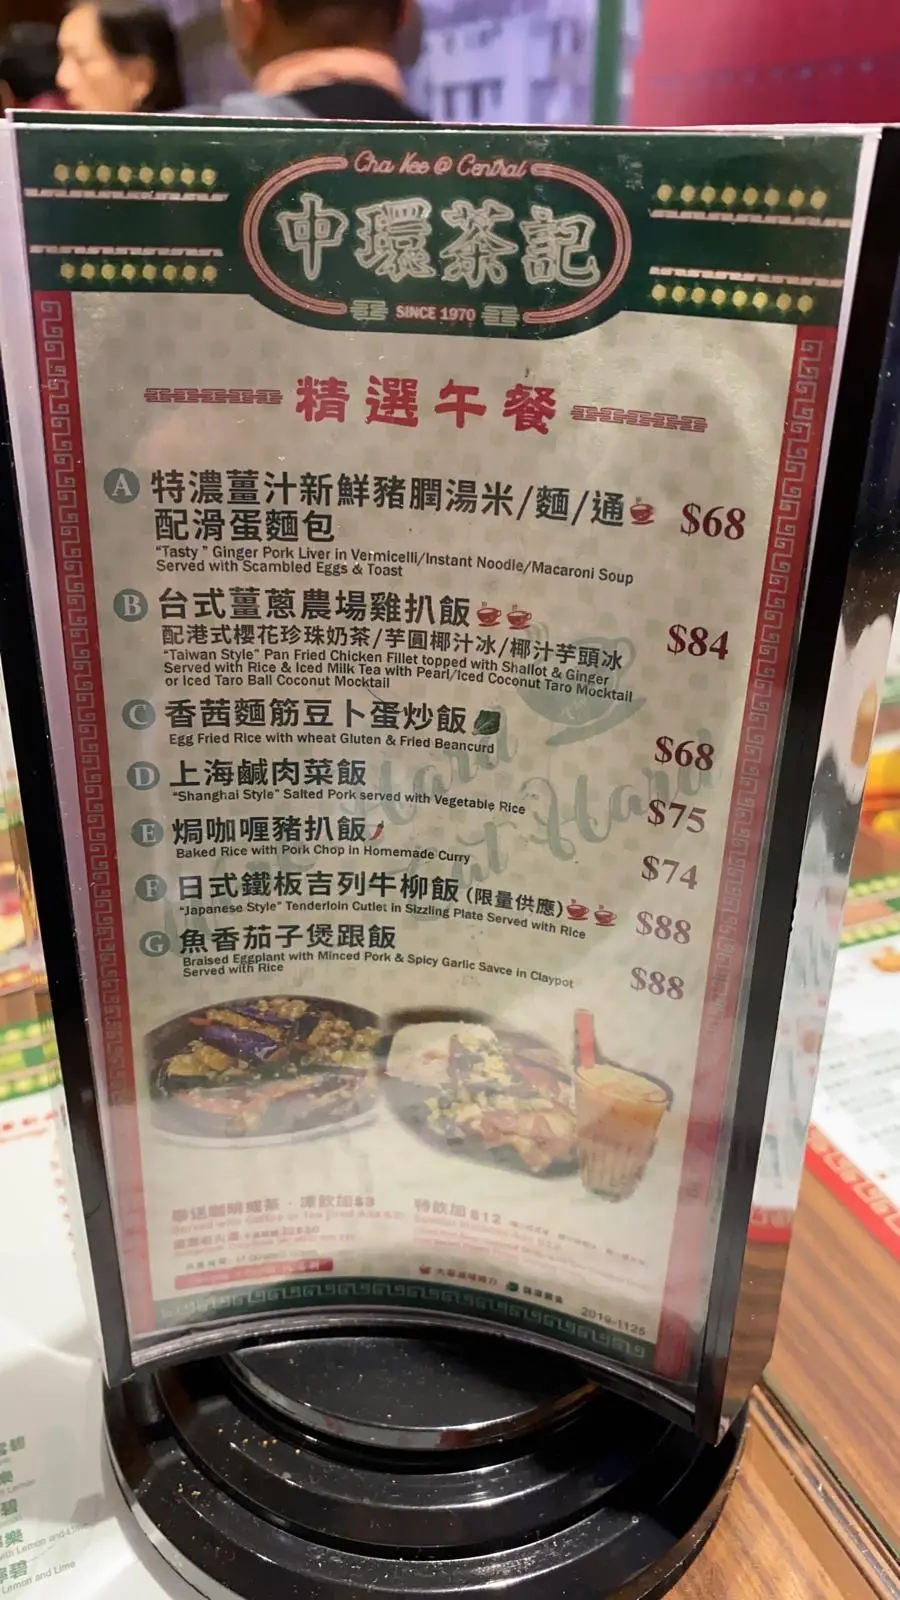 Cha Kee @ Central
中環茶記
SINCE 1970
精選午餐
A 特濃薑汁新鮮豬膶湯米/麵/通 $68
配滑蛋麵包
"Tasty " Ginger Pork Liver in Vermicelli/Instant Noodle/Macaroni Soup
Served with Scambled Eggs & Toast
B 台式薑蔥農場雞扒飯 $84
配港式櫻花珍珠奶茶/芋圓椰汁冰/椰汁芋頭冰
"Taiwan Style" Pan Fried Chicken Fillet topped with Shallot & Ginger
Served with Rice & Iced Milk Tea with Pearl/Iced Coconut Taro Mocktail
or Iced Taro Ball Coconut Mocktail
C 香茜麵筋豆卜蛋炒飯 $68
Egg Fried Rice with wheat Gluten & Fried Beancurd
D 上海鹹肉菜飯 $75
"Shanghai Style" Salted Pork served with Vegetable Rice
E 焗咖喱豬扒飯 $74
Baked Rice with Pork Chop in Homemade Curry
F 日式鐵板吉列牛柳飯 (限量供應) $88
"Japanese Style" Tenderloin Cutlet in Sizzling Plate Served with Rice
G 魚香茄子煲跟飯 $88
Braised Eggplant with Minced Pork & Spicy Garlic Savce in Claypot
Served with Rice
特飲加 $12
2019-1125
with Lemon and Lime
Lemon and Lime